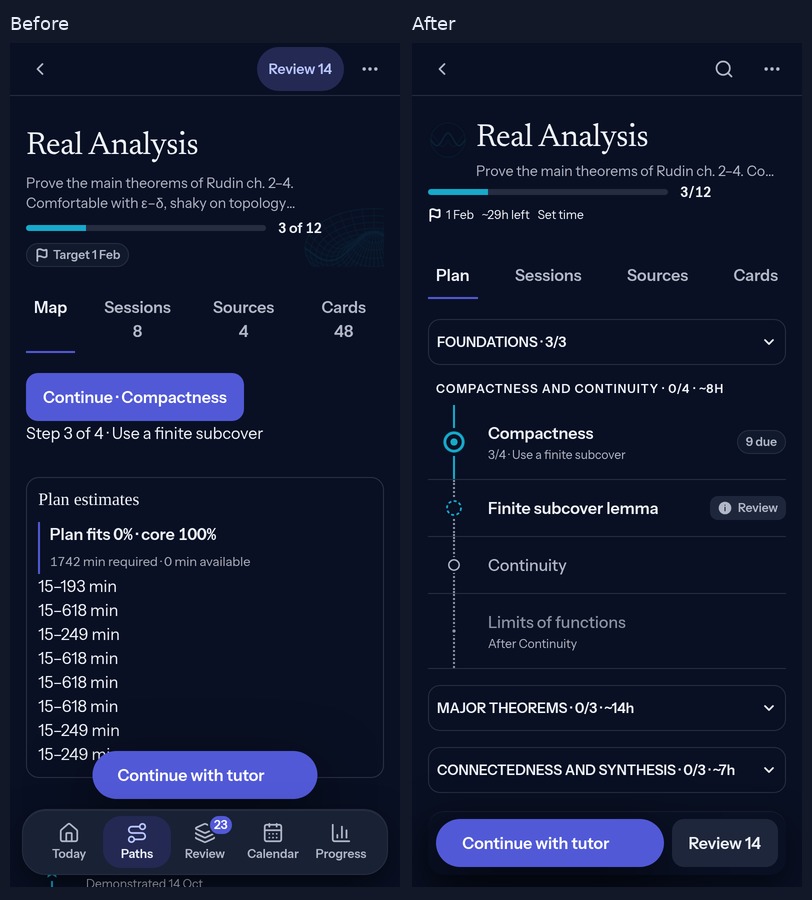 Before
Review 14
Real Analysis
Prove the main theorems of Rudin ch. 2–4.
Comfortable with ε–δ, shaky on topology…
3 of 12
Target 1 Feb
Map
Sessions
8
Sources
4
Cards
48
Continue · Compactness
Step 3 of 4 · Use a finite subcover
Plan estimates
Plan fits 0% · core 100%
1742 min required · 0 min available
15–193 min
15–618 min
15–249 min
15–618 min
15–618 min
15–618 min
15–249 min
15–249 m
Continue with tutor
23
Today
Paths
Review
Calendar
Progress
Demonstrated 14 Oct
After
Real Analysis
Prove the main theorems of Rudin ch. 2–4. Co…
3/12
1 Feb ~29h left Set time
Plan
Sessions
Sources
Cards
FOUNDATIONS · 3/3
COMPACTNESS AND CONTINUITY · 0/4 · ~8H
Compactness
3/4 · Use a finite subcover
9 due
Finite subcover lemma
Review
Continuity
Limits of functions
After Continuity
MAJOR THEOREMS · 0/3 · ~14h
CONNECTEDNESS AND SYNTHESIS · 0/3 · ~7h
Continue with tutor
Review 14